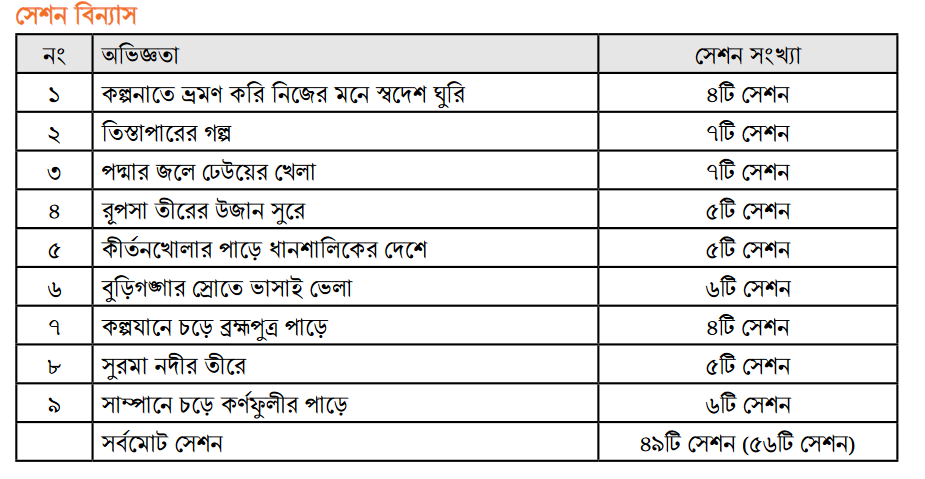 সেশন বিন্যাস
নং অভিজ্ঞতা সেশন সংখ্যা
১ কল্পনাতে ভ্রমণ করি নিজের মনে স্বদেশ ঘুরি ৪টি সেশন
২ তিস্তাপারের গল্প ৭টি সেশন
৩ পদ্মার জলে ঢেউয়ের খেলা ৭টি সেশন
৪ রূপসা তীরের উজান সুরে ৫টি সেশন
৫ কীর্তনখোলার পাড়ে ধানশালিকের দেশে ৫টি সেশন
৬ বুড়িগঙ্গার স্রোতে ভাসাই ভেলা ৬টি সেশন
৭ কল্পযানে চড়ে ব্রহ্মপুত্র পাড়ে ৪টি সেশন
৮ সুরমা নদীর তীরে ৫টি সেশন
৯ সাম্পানে চড়ে কর্ণফুলীর পাড়ে ৬টি সেশন
সর্বমোট সেশন ৪৯টি সেশন (৫৬টি সেশন)